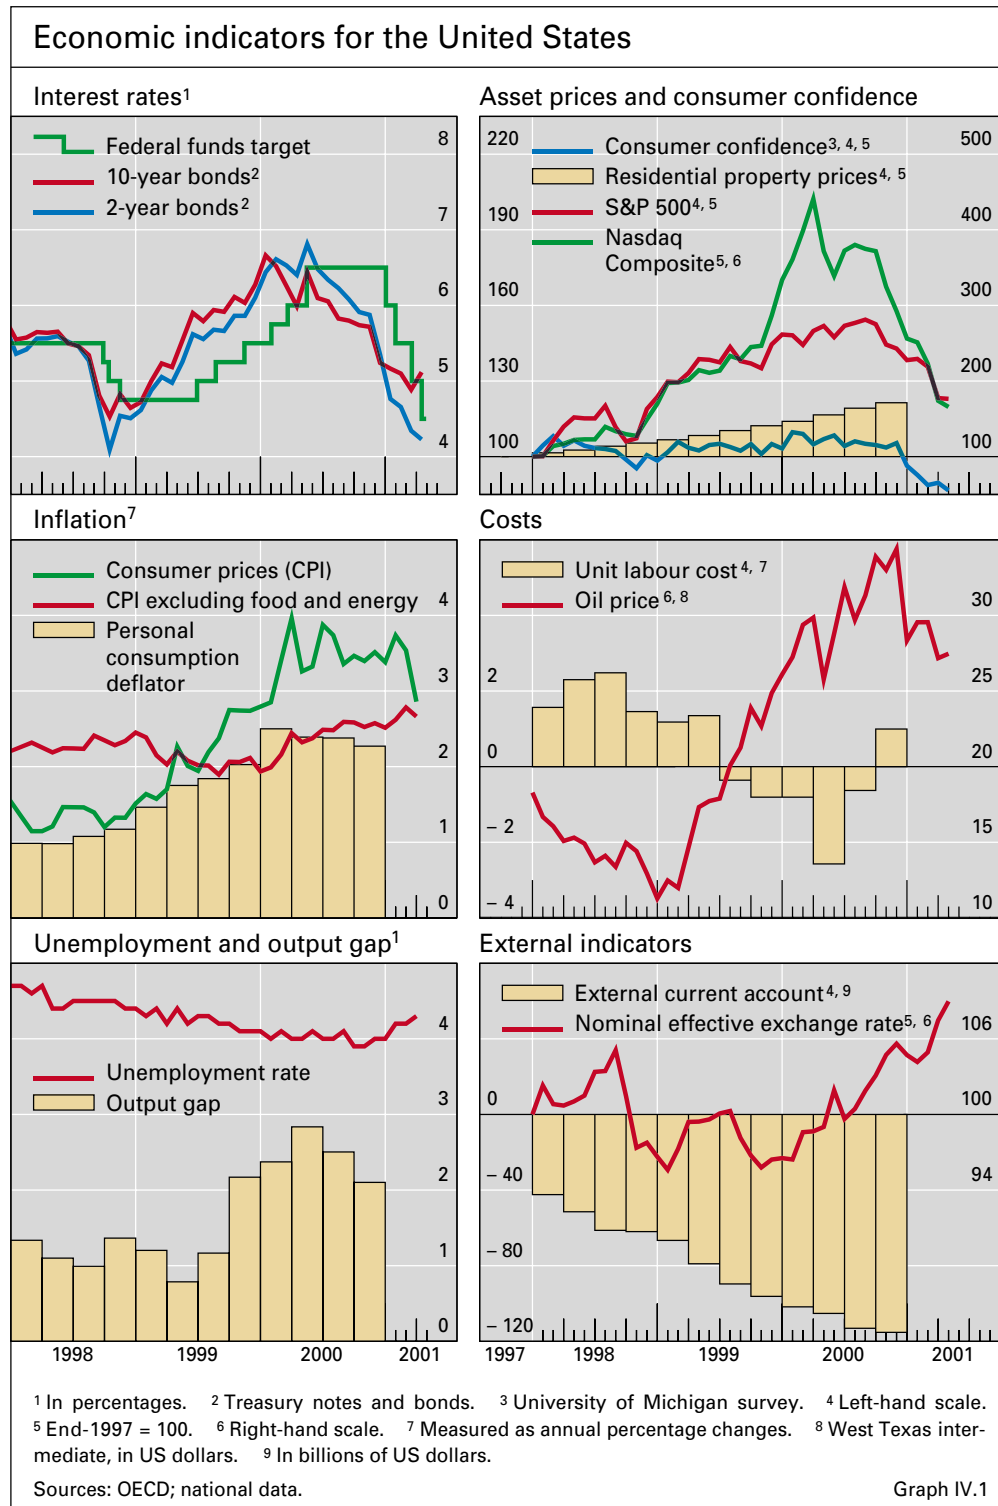 Economic indicators for the United States
Interest rates¹
Federal funds target
10-year bonds²
2-year bonds²
8
7
6
5
4
Asset prices and consumer confidence
Consumer confidence³, ⁴, ⁵
Residential property prices⁴, ⁵
S&P 500⁴, ⁵
Nasdaq
Composite⁵, ⁶
220
190
160
130
100
500
400
300
200
100
Inflation⁷
Consumer prices (CPI)
CPI excluding food and energy
Personal
consumption
deflator
4
3
2
1
0
Costs
Unit labour cost⁴, ⁷
Oil price⁶, ⁸
2
0
– 2
– 4
30
25
20
15
10
Unemployment and output gap¹
Unemployment rate
Output gap
4
3
2
1
0
1998 1999 2000 2001
External indicators
External current account⁴, ⁹
Nominal effective exchange rate⁵, ⁶
0
– 40
– 80
– 120
106
100
94
1997 1998 1999 2000 2001
¹ In percentages. ² Treasury notes and bonds. ³ University of Michigan survey. ⁴ Left-hand scale.
⁵ End-1997 = 100. ⁶ Right-hand scale. ⁷ Measured as annual percentage changes. ⁸ West Texas inter-
mediate, in US dollars. ⁹ In billions of US dollars.
Sources: OECD; national data. Graph IV.1